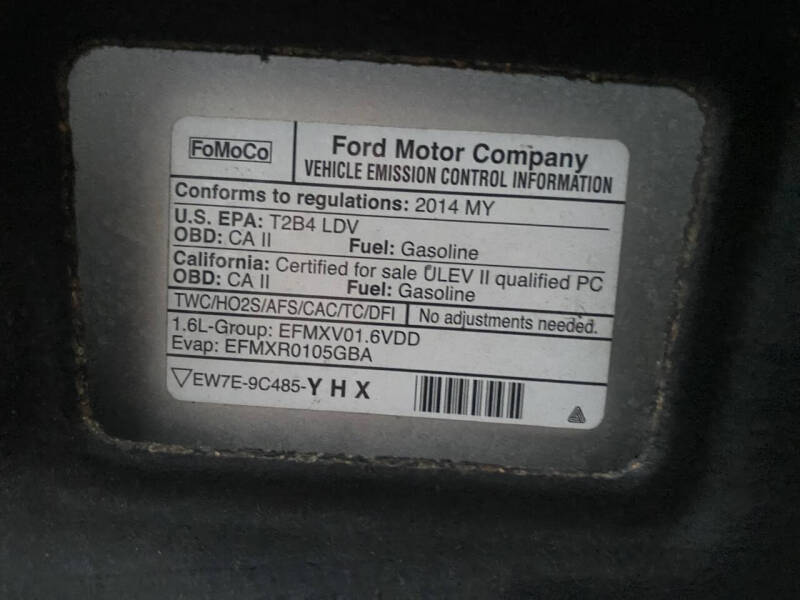 FoMoCo
Ford Motor Company
VEHICLE EMISSION CONTROL INFORMATION
Conforms to regulations: 2014 MY
U.S. EPA: T2B4 LDV
OBD: CA II Fuel: Gasoline
California: Certified for sale ULEV II qualified PC
OBD: CA II Fuel: Gasoline
TWC/HO2S/AFS/CAC/TC/DFI No adjustments needed.
1.6L-Group: EFMXV01.6VDD
Evap: EFMXR0105GBA
EW7E-9C485-Y H X